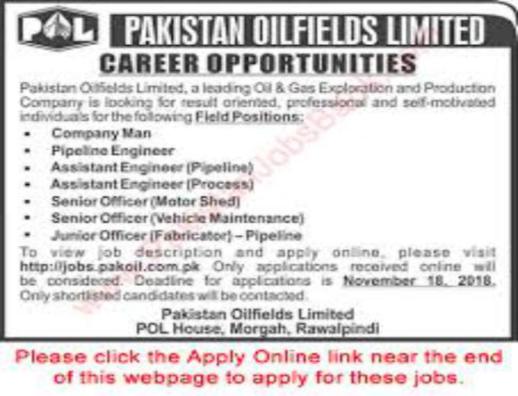 POL PAKISTAN OILFIELDS LIMITED
CAREER OPPORTUNITIES
Pakistan Oilfields Limited, a leading Oil & Gas Exploration and Production
Company is looking for result oriented, professional and self-motivated
individuals for the following Field Positions:
• Company Man
• Pipeline Engineer
• Assistant Engineer (Pipeline)
• Assistant Engineer (Process)
• Senior Officer (Motor Shed)
• Senior Officer (Vehicle Maintenance)
• Junior Officer (Fabricator) – Pipeline
To view job description and apply online, please visit
http://jobs.pakoil.com.pk Only applications received online will
be considered. Deadline for applications is November 18, 2018.
Only shortlisted candidates will be contacted.
Pakistan Oilfields Limited
POL House, Morgah, Rawalpindi
Please click the Apply Online link near the end
of this webpage to apply for these jobs.